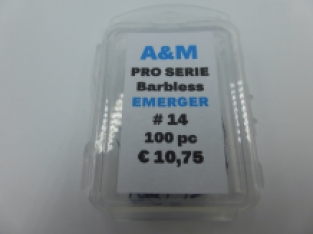 A&M
PRO SERIE
Barbless
EMERGER
# 14
100 pc
€ 10,75